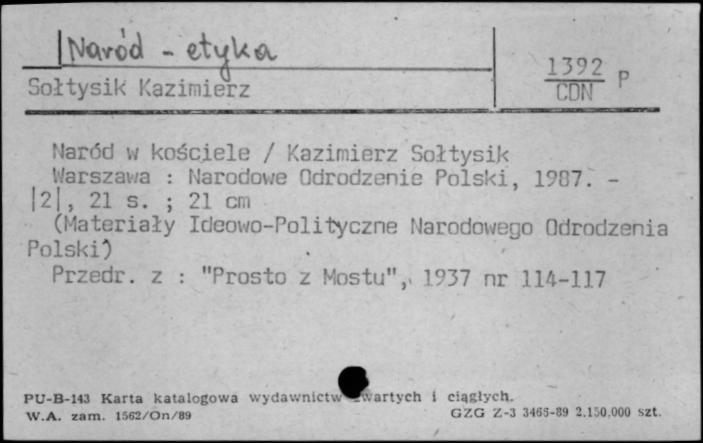 Naród - etyka
Sołtysik Kazimierz
1392 P
CDN
Naród w kościele / Kazimierz Sołtysik
Warszawa : Narodowe Odrodzenie Polski, 1987. -
|2|, 21 s. ; 21 cm
(Materiały Ideowo-Polityczne Narodowego Odrodzenia
Polski)
Przedr. z : "Prosto z Mostu", 1937 nr 114-117
PU-B-143 Karta katalogowa wydawnictw zwartych i ciągłych.
W.A. zam. 1562/On/89
GZG Z-3 3465-89 2.150,000 szt.